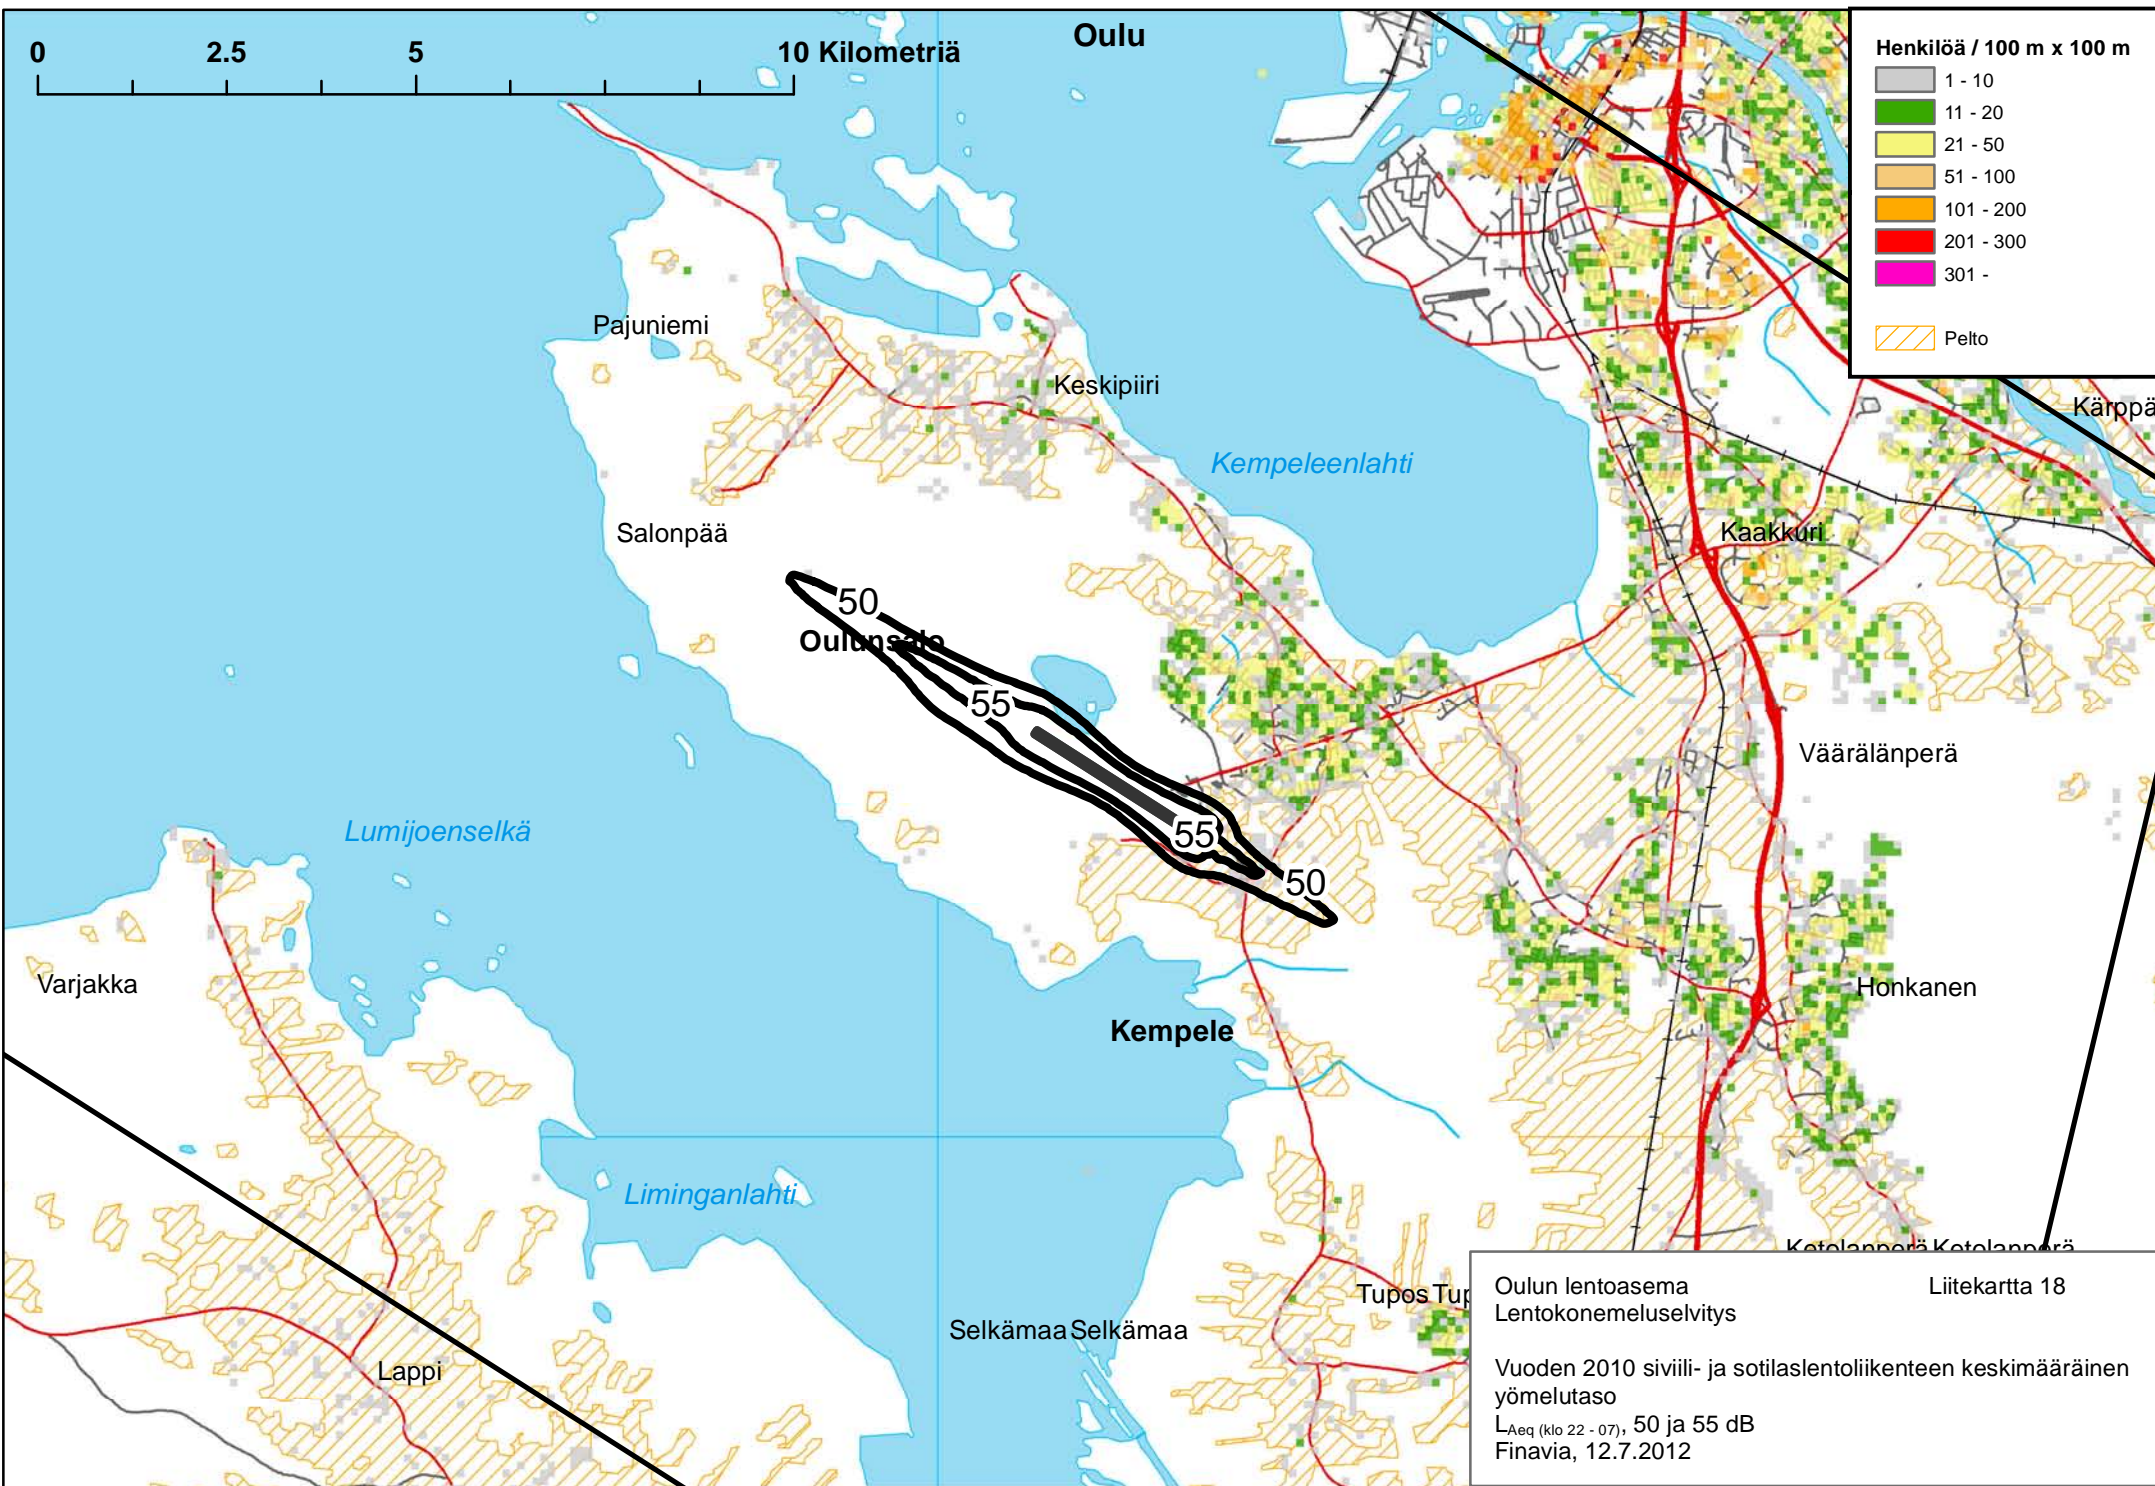 0 2.5 5 10 Kilometriä
Oulu
Henkilöä / 100 m x 100 m
1 - 10
11 - 20
21 - 50
51 - 100
101 - 200
201 - 300
301 -
Pelto
Pajuniemi
Keskipiiri
Kärppä
Kempeleenlahti
Salonpää
Kaakkuri
50
Oulunsalo
55
Väärälänperä
Lumijoenselkä
55
50
Varjakka
Honkanen
Kempele
Liminganlahti
Ketolanperä Ketolanperä
Tupos Tup
Selkämaa Selkämaa
Lappi
Oulun lentoasema Liitekartta 18
Lentokonemeluselvitys
Vuoden 2010 siviili- ja sotilaslentoliikenteen keskimääräinen
yömelutaso
LAeq (klo 22 - 07), 50 ja 55 dB
Finavia, 12.7.2012